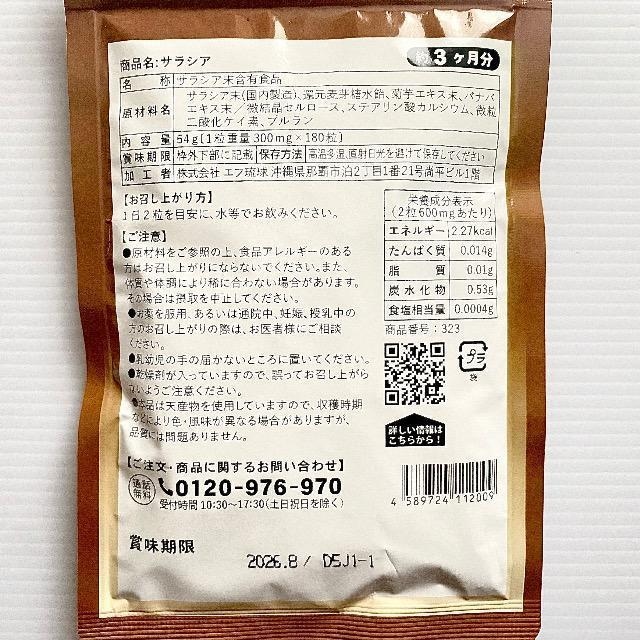 商品名:サラシア
約3ヶ月分
名 称 サラシア末含有食品
原材料名 サラシア末(国内製造)、還元麦芽糖水飴、菊芋エキス末、バナバ
エキス末/微結晶セルロース、ステアリン酸カルシウム、微粒
二酸化ケイ素、プルラン
内 容 量 54g[1粒重量300mg×180粒]
賞味期限 枠外下部に記載 保存方法 高温多湿、直射日光を避けて保存してください
加 工 者 株式会社 エフ琉球 沖縄県那覇市泊2丁目1番21号尚平ビル1階
【お召し上がり方】
1日2粒を目安に、水等でお飲みください。
【ご注意】
●原材料をご参照の上、食品アレルギーのある
方はお召し上がりにならないでください。また、
体質や体調により稀に合わない場合があります。
その場合は摂取を中止してください。
●お薬を服用、あるいは通院中、妊娠、授乳中の
方のお召し上がりの際は、お医者様にご相談
ください。
●乳幼児の手の届かないところに置いてください。
●乾燥剤が入っていますので、誤ってお召し上がら
ないようご注意ください。
●本品は天産物を使用していますので、収穫時期
などにより色・風味が異なる場合がありますが、
品質には問題ありません。
栄養成分表示
(2粒600mgあたり)
エネルギー 2.27kcal
たんぱく質 0.014g
脂 質 0.01g
炭水化物 0.53g
食塩相当量 0.0004g
商品番号:323
プラ
袋
詳しい情報は
こちらから!
【ご注文・商品に関するお問い合わせ】
通話
無料
0120-976-970
受付時間 10:30～17:30(土日祝日を除く)
4 589724 112009
賞味期限
2026.8/ D5J1-1